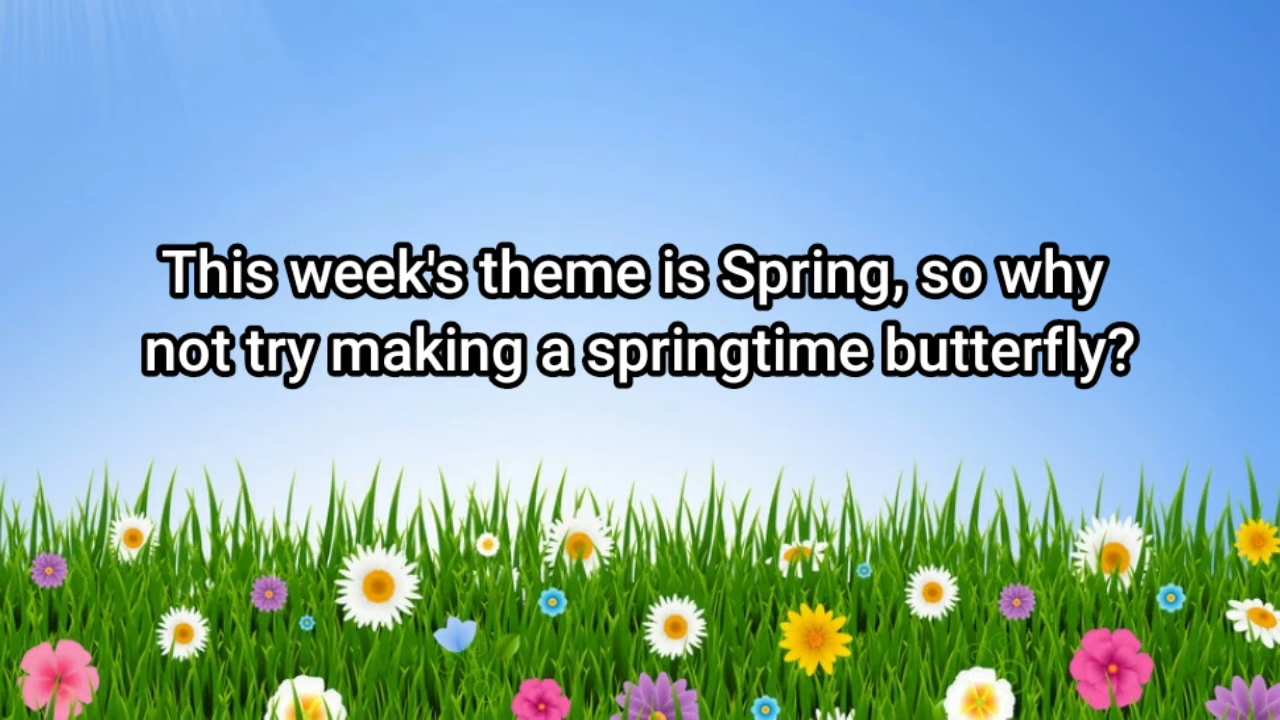 This week's theme is Spring, so why
not try making a springtime butterfly?